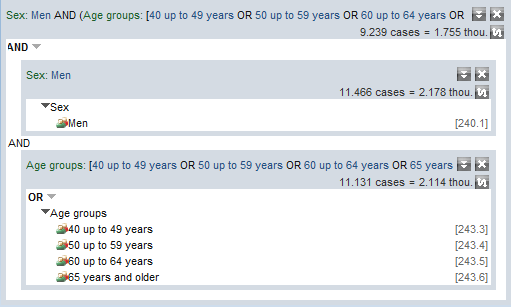 Sex: Men AND (Age groups: [40 up to 49 years OR 50 up to 59 years OR 60 up to 64 years OR
9.239 cases = 1.755 thou.
AND
Sex: Men
11.466 cases = 2.178 thou.
Sex
Men [240.1]
AND
Age groups: [40 up to 49 years OR 50 up to 59 years OR 60 up to 64 years OR 65 years
11.131 cases = 2.114 thou.
OR
Age groups
40 up to 49 years [243.3]
50 up to 59 years [243.4]
60 up to 64 years [243.5]
65 years and older [243.6]